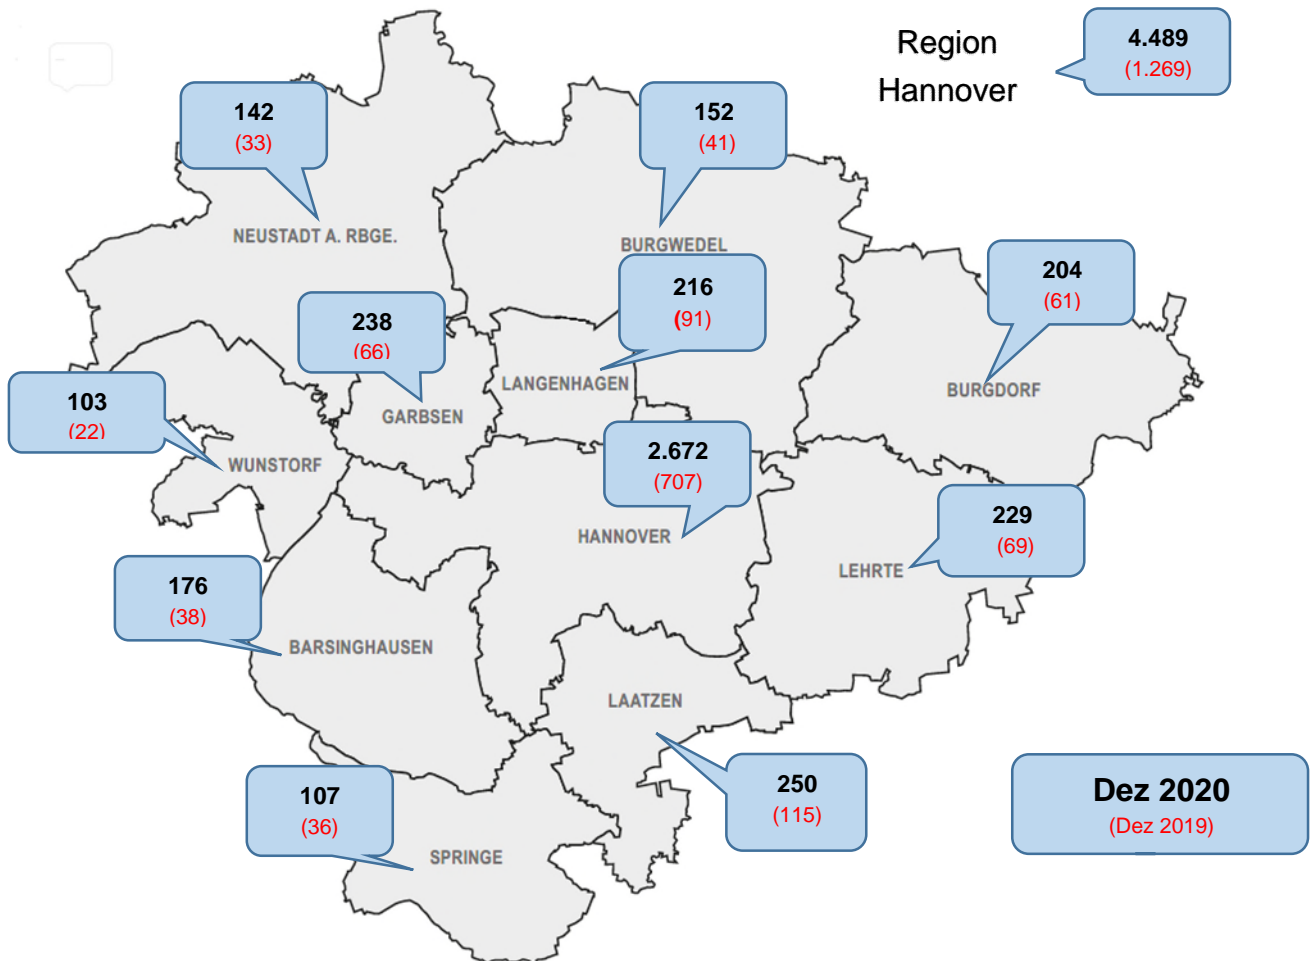 Region
Hannover
4.489
(1.269)
142
(33)
152
(41)
NEUSTADT A. RBGE.
BURGWEDEL
204
(61)
216
(91)
238
(66)
LANGENHAGEN
BURGDORF
GARBSEN
103
(22)
WUNSTORF
2.672
(707)
HANNOVER
229
(69)
LEHRTE
176
(38)
BARSINGHAUSEN
LAATZEN
250
(115)
107
(36)
SPRINGE
Dez 2020
(Dez 2019)